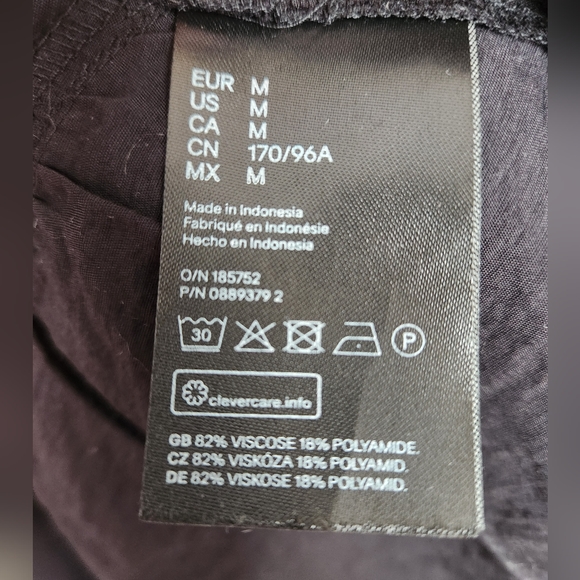 EUR M
US M
CA M
CN 170/96A
MX M
Made in Indonesia
Fabriqué en Indonésie
Hecho en Indonesia
O/N 185752
P/N 0889379 2
30 P
clevercare.info
GB 82% VISCOSE 18% POLYAMIDE.
CZ 82% VISKÓZA 18% POLYAMID.
DE 82% VISKOSE 18% POLYAMID.